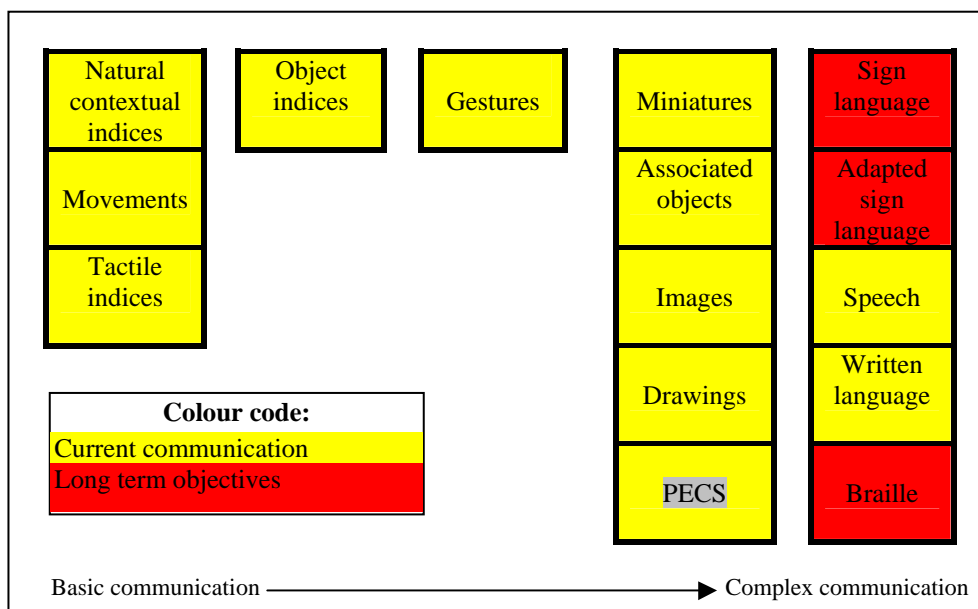 Natural
contextual
indices
Movements
Tactile
indices
Object
indices
Gestures
Miniatures
Associated
objects
Images
Drawings
PECS
Sign
language
Adapted
sign
language
Speech
Written
language
Braille
Colour code:
Current communication
Long term objectives
Basic communication
Complex communication